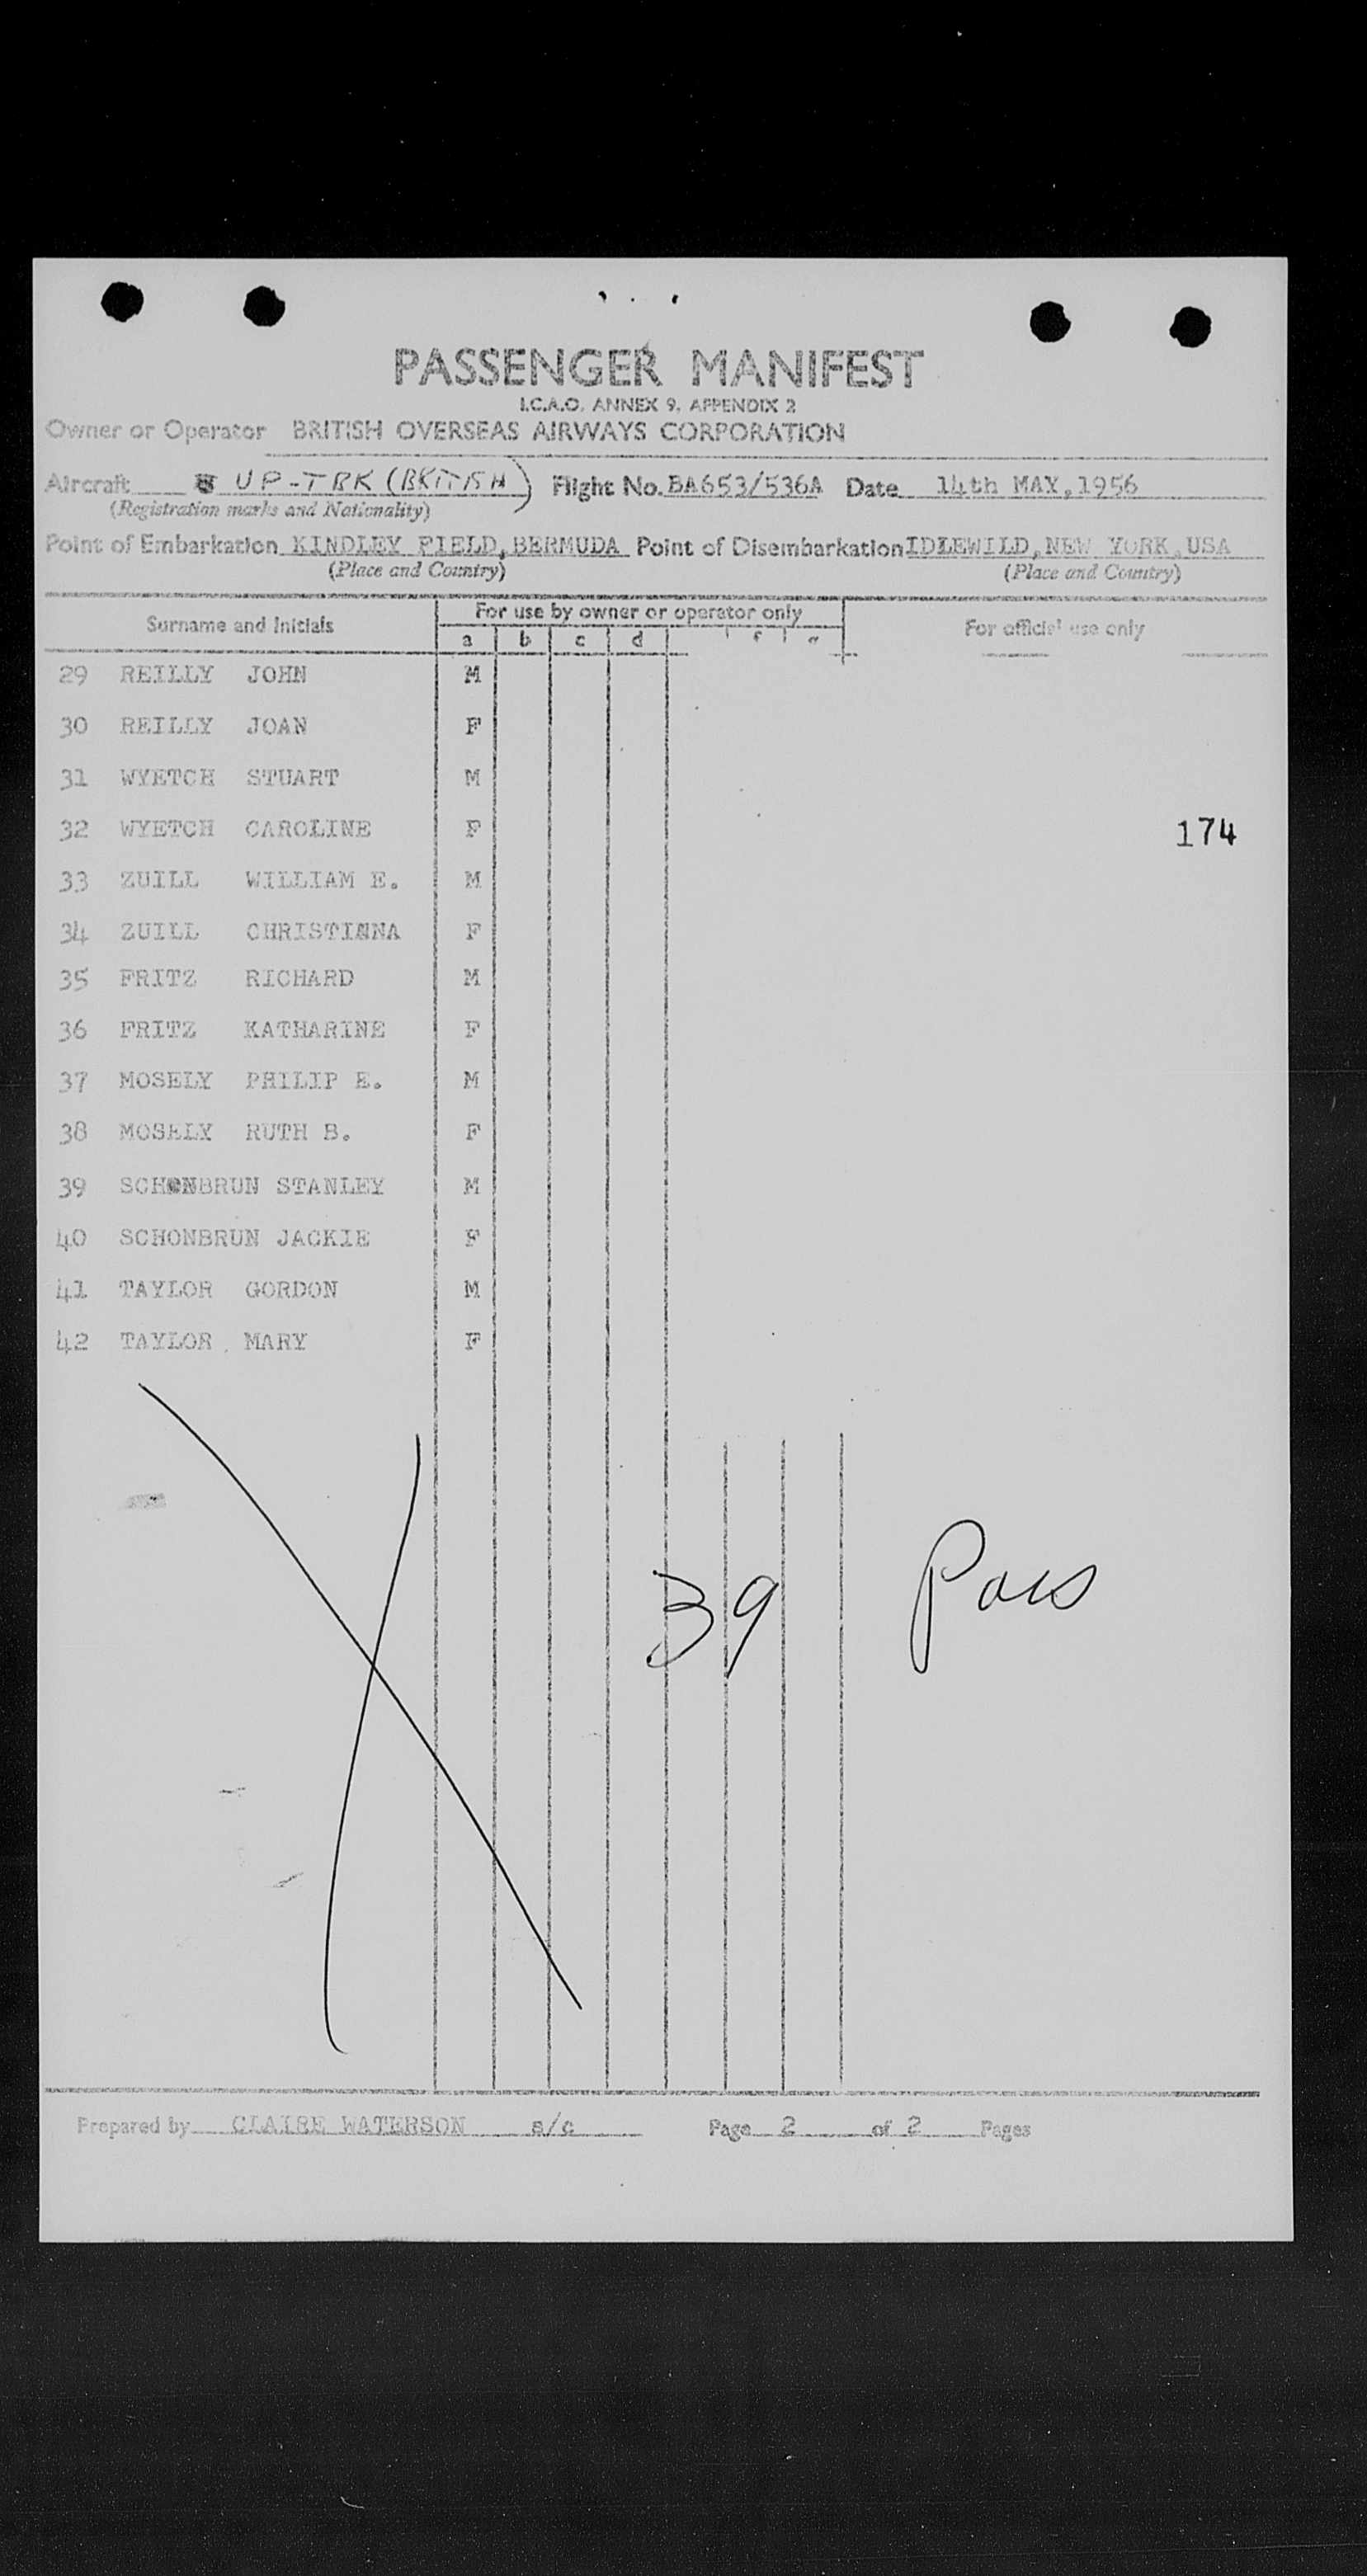 PASSENGER MANIFEST
I.C.A.O. ANNEX 9, APPENDIX 2
Owner or Operator BRITISH OVERSEAS AIRWAYS CORPORATION
Aircraft UP-TRK (BRITISH) Flight No. BA653/536A Date 14th MAY, 1956
(Registration marks and Nationality)
Point of Embarkation KINDLEY FIELD, BERMUDA Point of Disembarkation IDLEWILD, NEW YORK, USA
(Place and Country) (Place and Country)
Surname and Initials For use by owner or operator only For official use only
a b c d f g
29 REILLY JOHN M
30 REILLY JOAN F
31 WYETCH STUART M
32 WYETCH CAROLINE F 174
33 ZUILL WILLIAM E. M
34 ZUILL CHRISTINNA F
35 FRITZ RICHARD M
36 FRITZ KATHARINE F
37 MOSELY PHILIP E. M
38 MOSELY RUTH B. F
39 SCHONBRUN STANLEY M
40 SCHONBRUN JACKIE F
41 TAYLOR GORDON M
42 TAYLOR MARY F
39 Pass
Prepared by CLAIRE WATERSON s/c Page 2 of 2 Pages